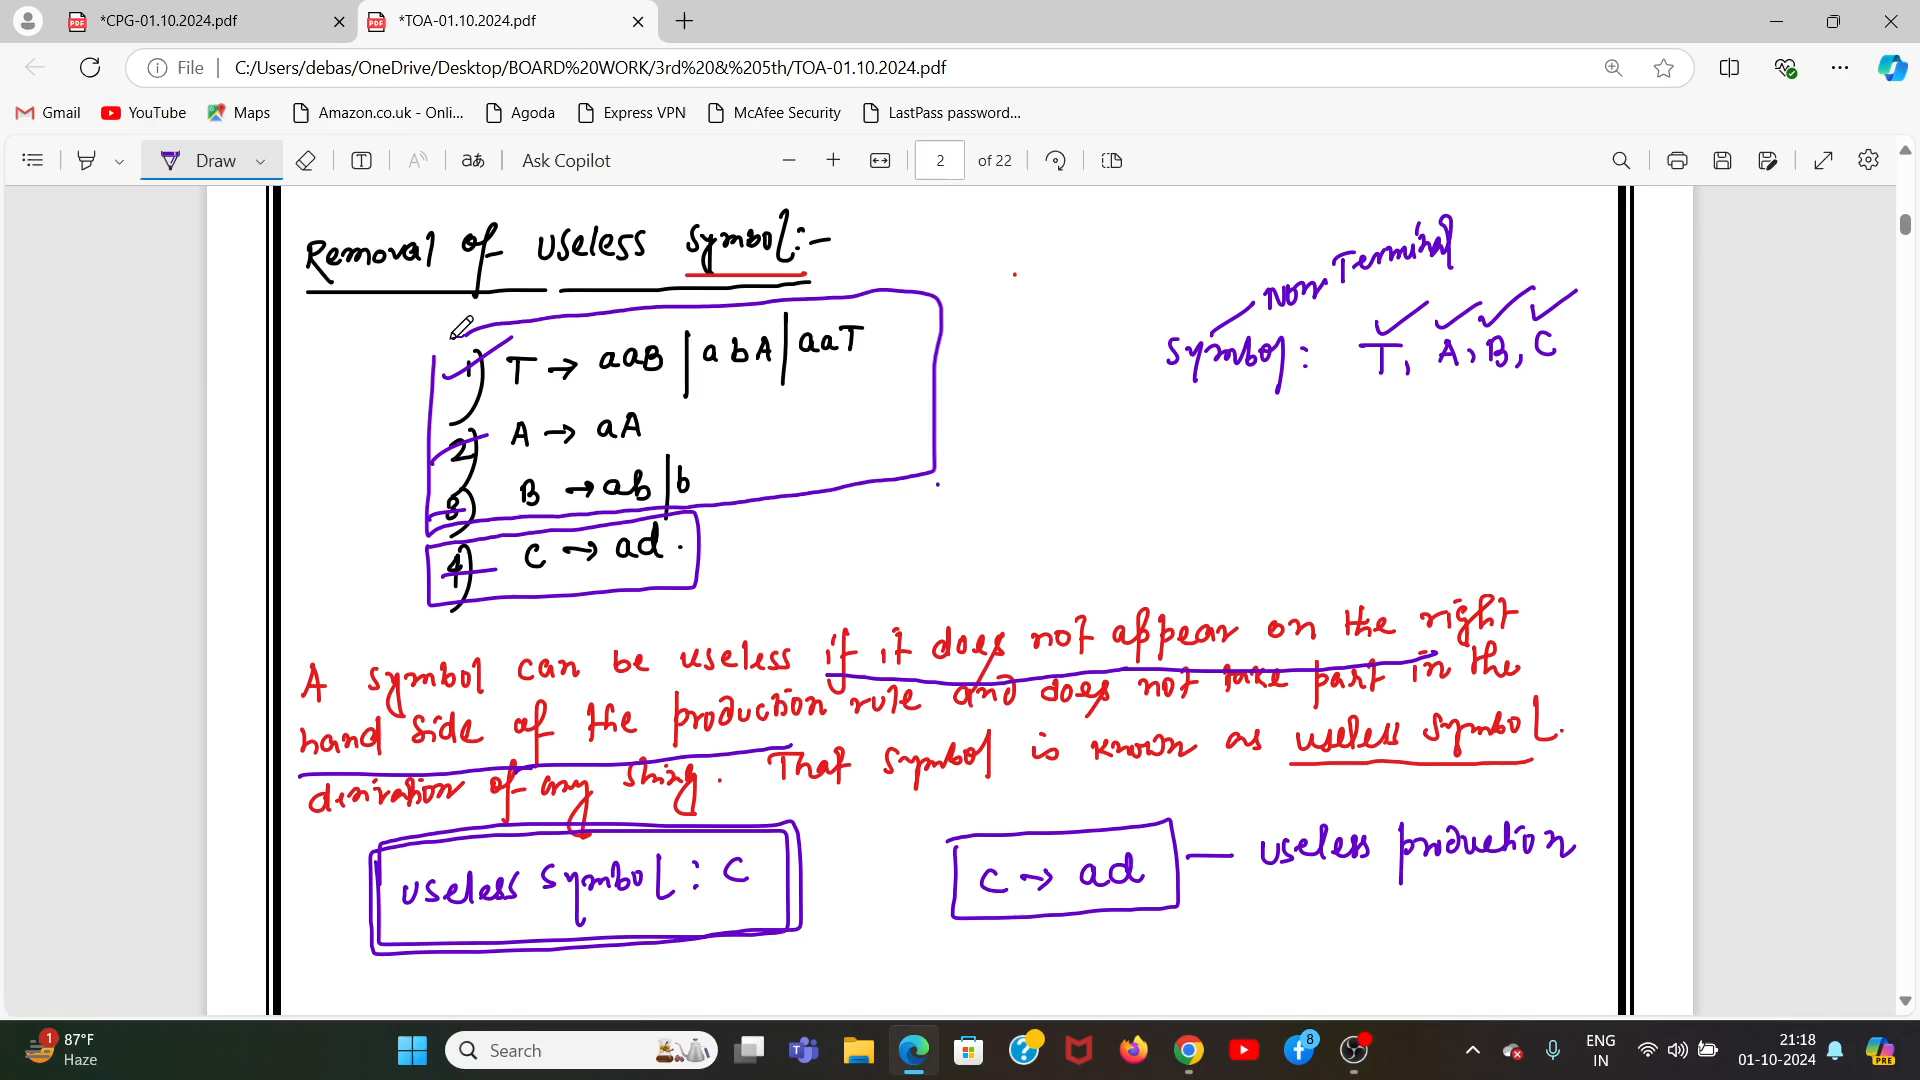 *CPG-01.10.2024.pdf
*TOA-01.10.2024.pdf
File
C:/Users/debas/OneDrive/Desktop/BOARD%20WORK/3rd%20&%205th/TOA-01.10.2024.pdf
Gmail YouTube Maps Amazon.co.uk - Onli... Agoda Express VPN McAfee Security LastPass password...
Draw Ask Copilot 2 of 22
Removal of useless symbol:-
Non Terminal
Symbol: T, A, B, C
1) T → aaB | abA | aaT
2) A → aA
3) B → ab | b
4) C → ad.
A symbol can be useless if it does not appear on the right
hand side of the production rule and does not take part in the
derivation of any string. That symbol is known as useless symbol.
useless symbol: C
C → ad — useless production
1
87°F
Haze
Search
8
ENG
IN
21:18
01-10-2024
PRE